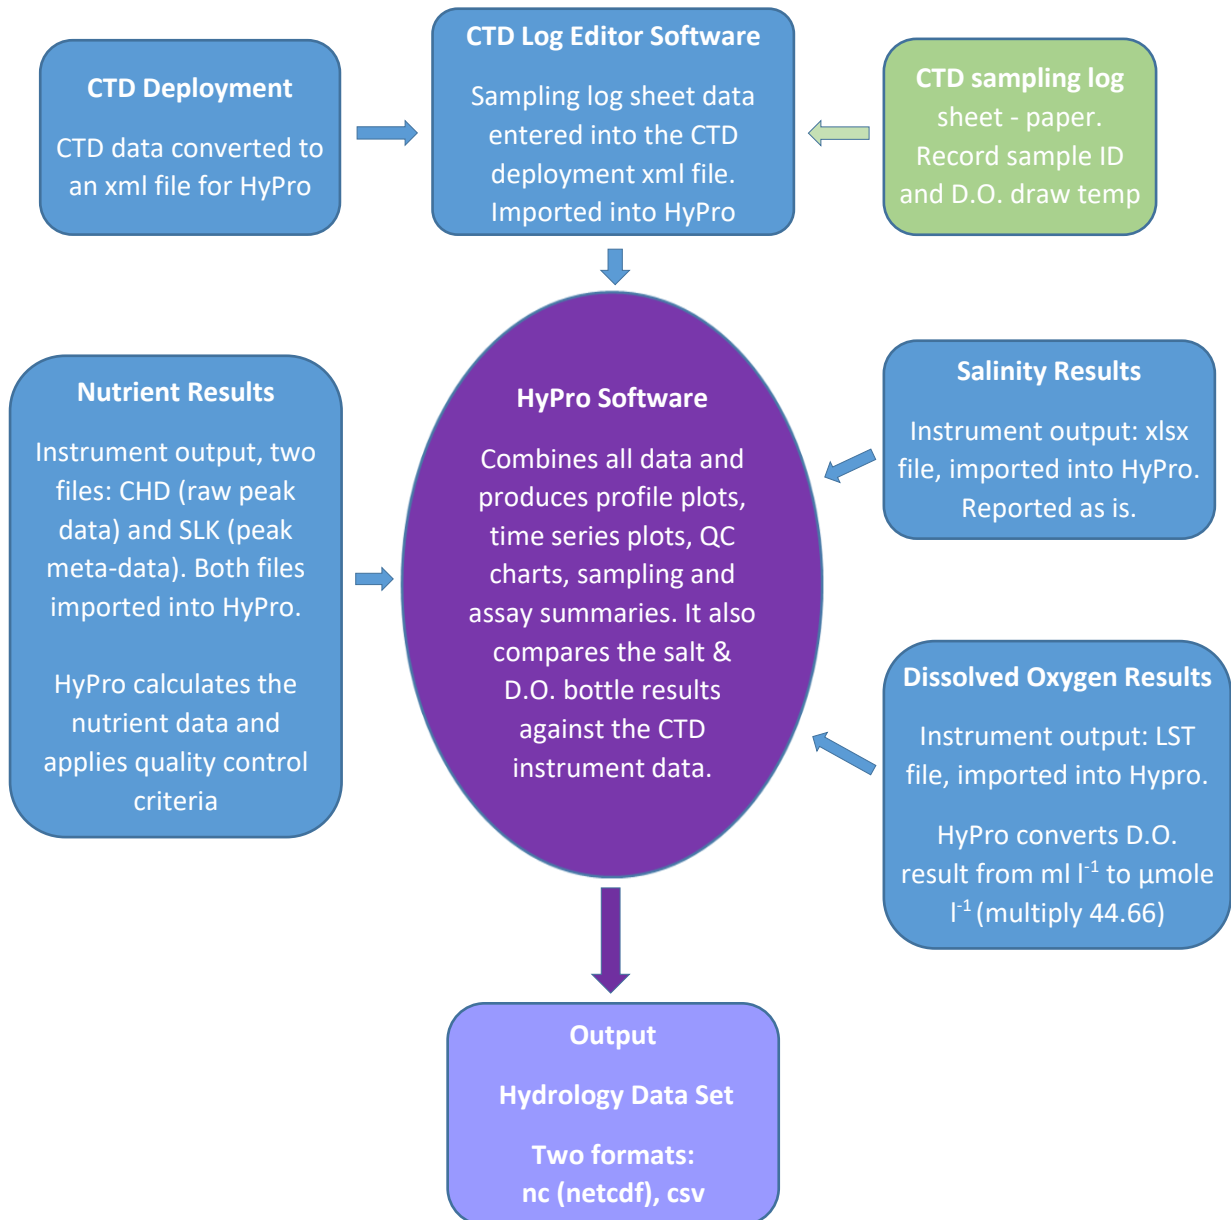 CTD Deployment
CTD data converted to
an xml file for HyPro
CTD Log Editor Software
Sampling log sheet data
entered into the CTD
deployment xml file.
Imported into HyPro
CTD sampling log
sheet - paper.
Record sample ID
and D.O. draw temp
Nutrient Results
Instrument output, two
files: CHD (raw peak
data) and SLK (peak
meta-data). Both files
imported into HyPro.
HyPro calculates the
nutrient data and
applies quality control
criteria
HyPro Software
Combines all data and
produces profile plots,
time series plots, QC
charts, sampling and
assay summaries. It also
compares the salt &
D.O. bottle results
against the CTD
instrument data.
Salinity Results
Instrument output: xlsx
file, imported into HyPro.
Reported as is.
Dissolved Oxygen Results
Instrument output: LST
file, imported into Hypro.
HyPro converts D.O.
result from ml l⁻¹ to µmole
l⁻¹ (multiply 44.66)
Output
Hydrology Data Set
Two formats:
nc (netcdf), csv